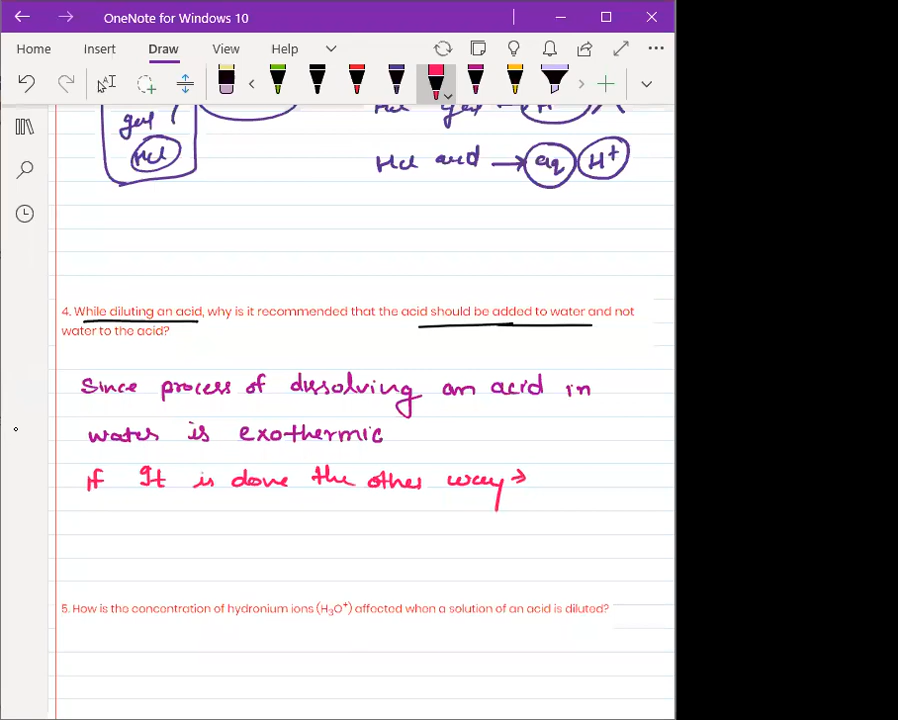 OneNote for Windows 10
Home Insert Draw View Help
gas
HCl
HCl gas → H+
HCl acid → aq H+
4. While diluting an acid, why is it recommended that the acid should be added to water and not
water to the acid?
Since process of dissolving an acid in
water is exothermic
If It is done the other way →
5. How is the concentration of hydronium ions (H₃O⁺) affected when a solution of an acid is diluted?